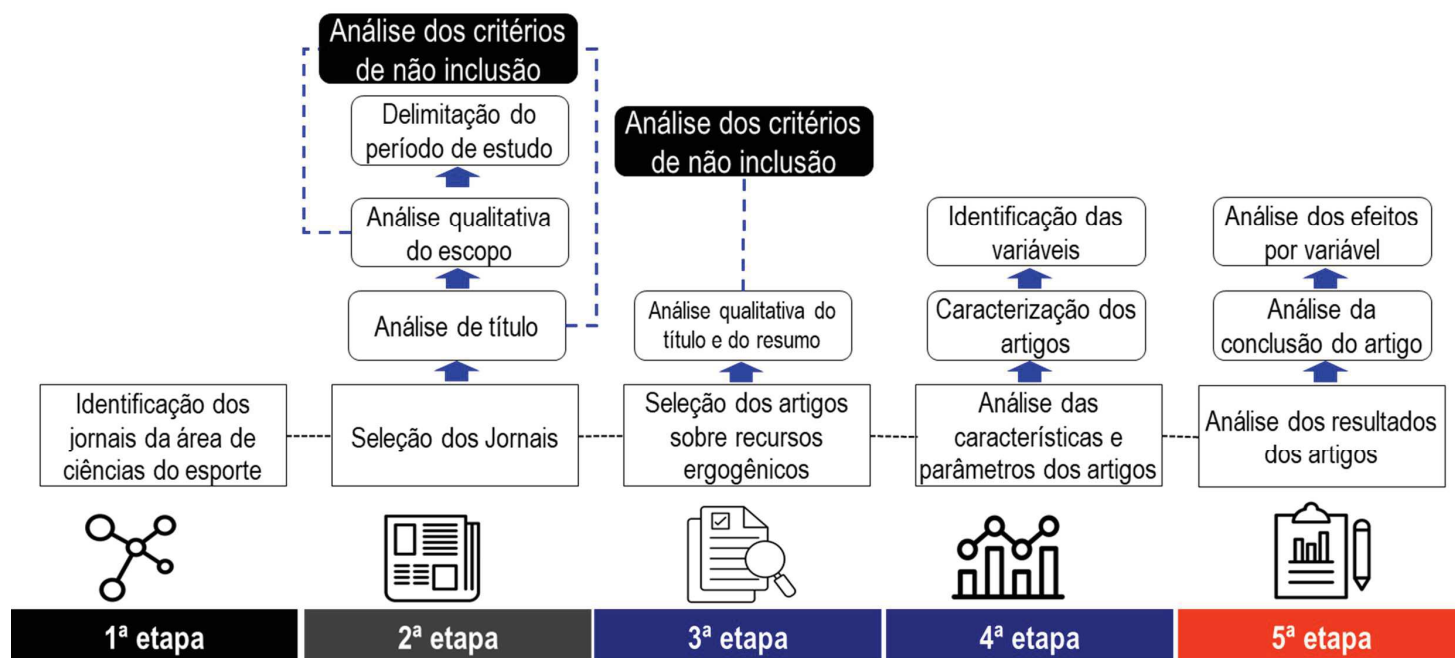 Análise dos critérios
de não inclusão
Delimitação do
período de estudo
Análise qualitativa
do escopo
Análise de título
Análise dos critérios
de não inclusão
Análise qualitativa do
título e do resumo
Identificação das
variáveis
Caracterização dos
artigos
Análise dos efeitos
por variável
Análise da
conclusão do artigo
Identificação dos
jornais da área de
ciências do esporte
Seleção dos Jornais
Seleção dos artigos
sobre recursos
ergogênicos
Análise das
características e
parâmetros dos artigos
Análise dos resultados
dos artigos
1ª etapa
2ª etapa
3ª etapa
4ª etapa
5ª etapa